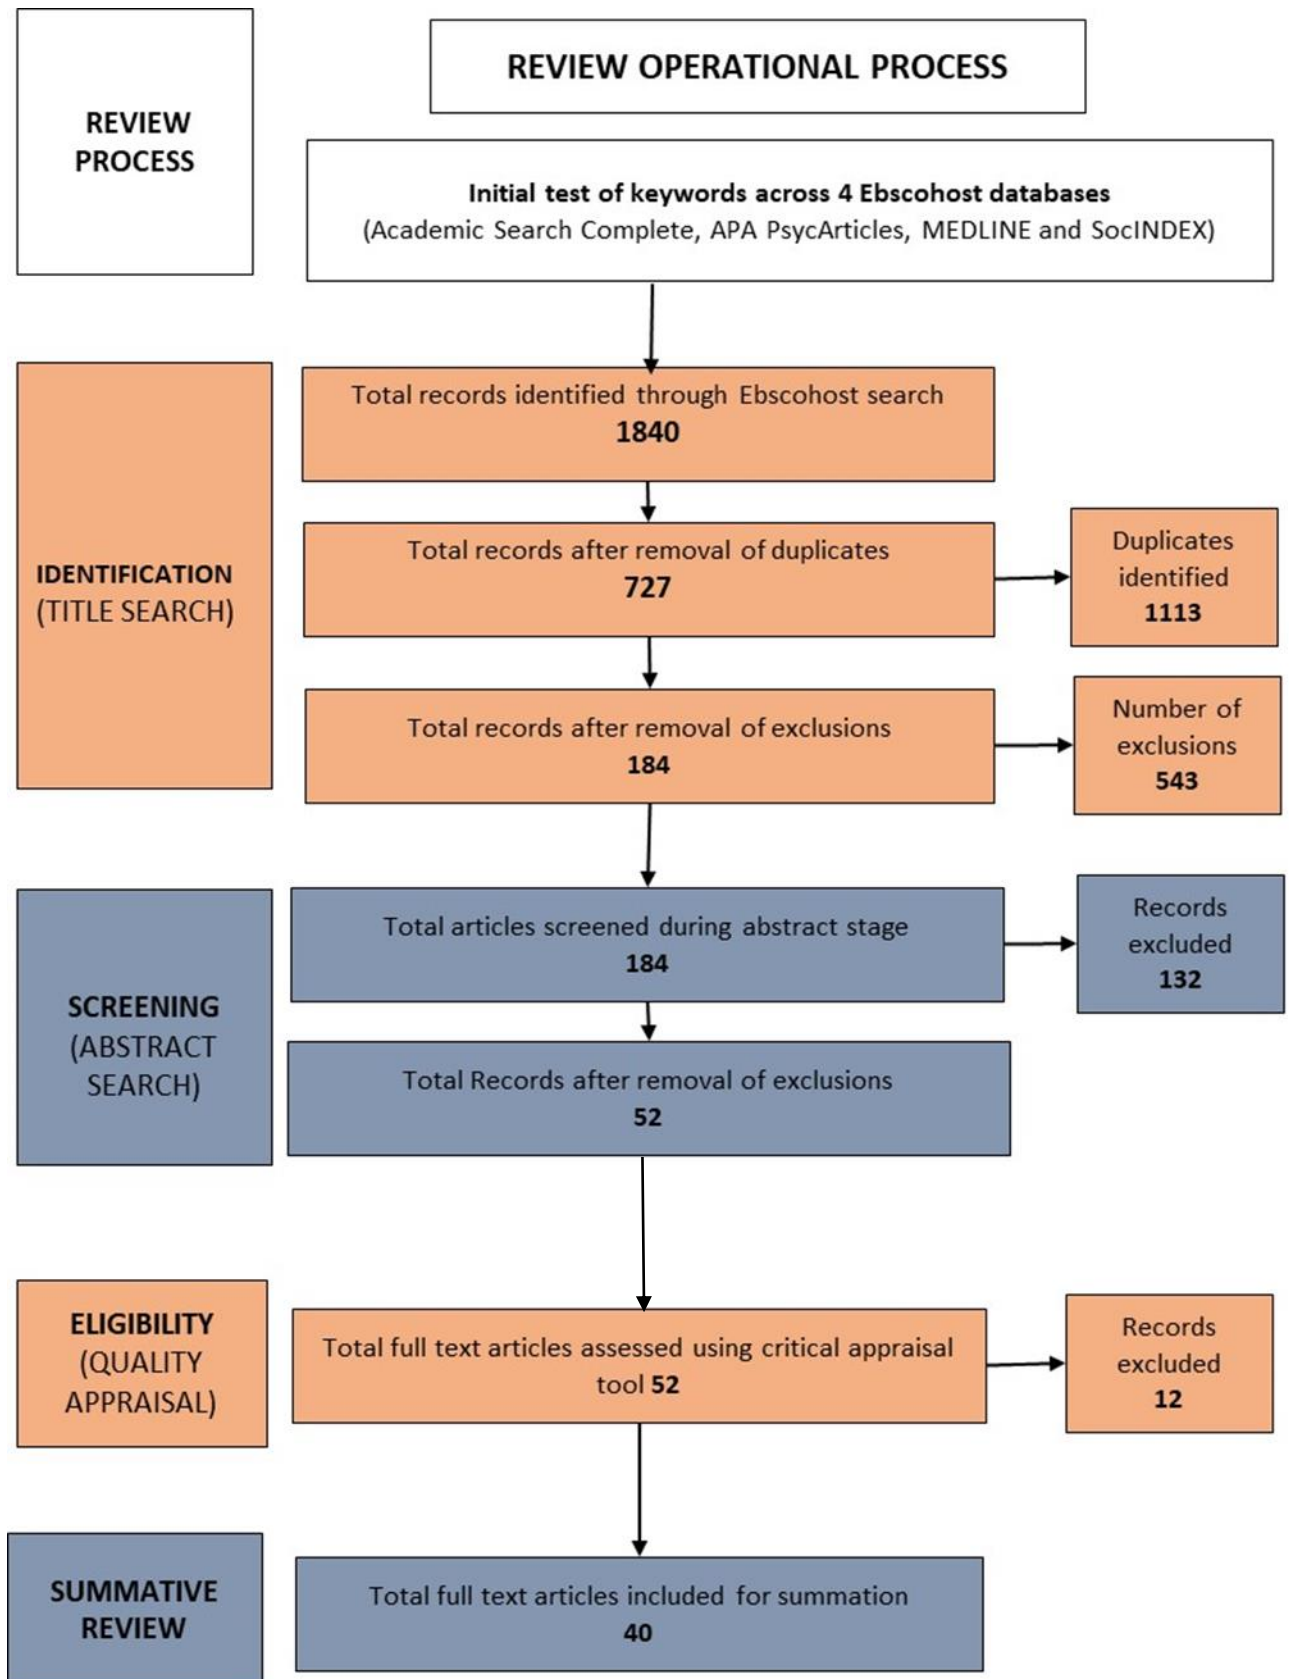 REVIEW
PROCESS
REVIEW OPERATIONAL PROCESS
Initial test of keywords across 4 Ebscohost databases
(Academic Search Complete, APA PsycArticles, MEDLINE and SocINDEX)
IDENTIFICATION
(TITLE SEARCH)
Total records identified through Ebscohost search
1840
Total records after removal of duplicates
727
Duplicates
identified
1113
Total records after removal of exclusions
184
Number of
exclusions
543
SCREENING
(ABSTRACT
SEARCH)
Total articles screened during abstract stage
184
Records
excluded
132
Total Records after removal of exclusions
52
ELIGIBILITY
(QUALITY
APPRAISAL)
Total full text articles assessed using critical appraisal
tool 52
Records
excluded
12
SUMMATIVE
REVIEW
Total full text articles included for summation
40